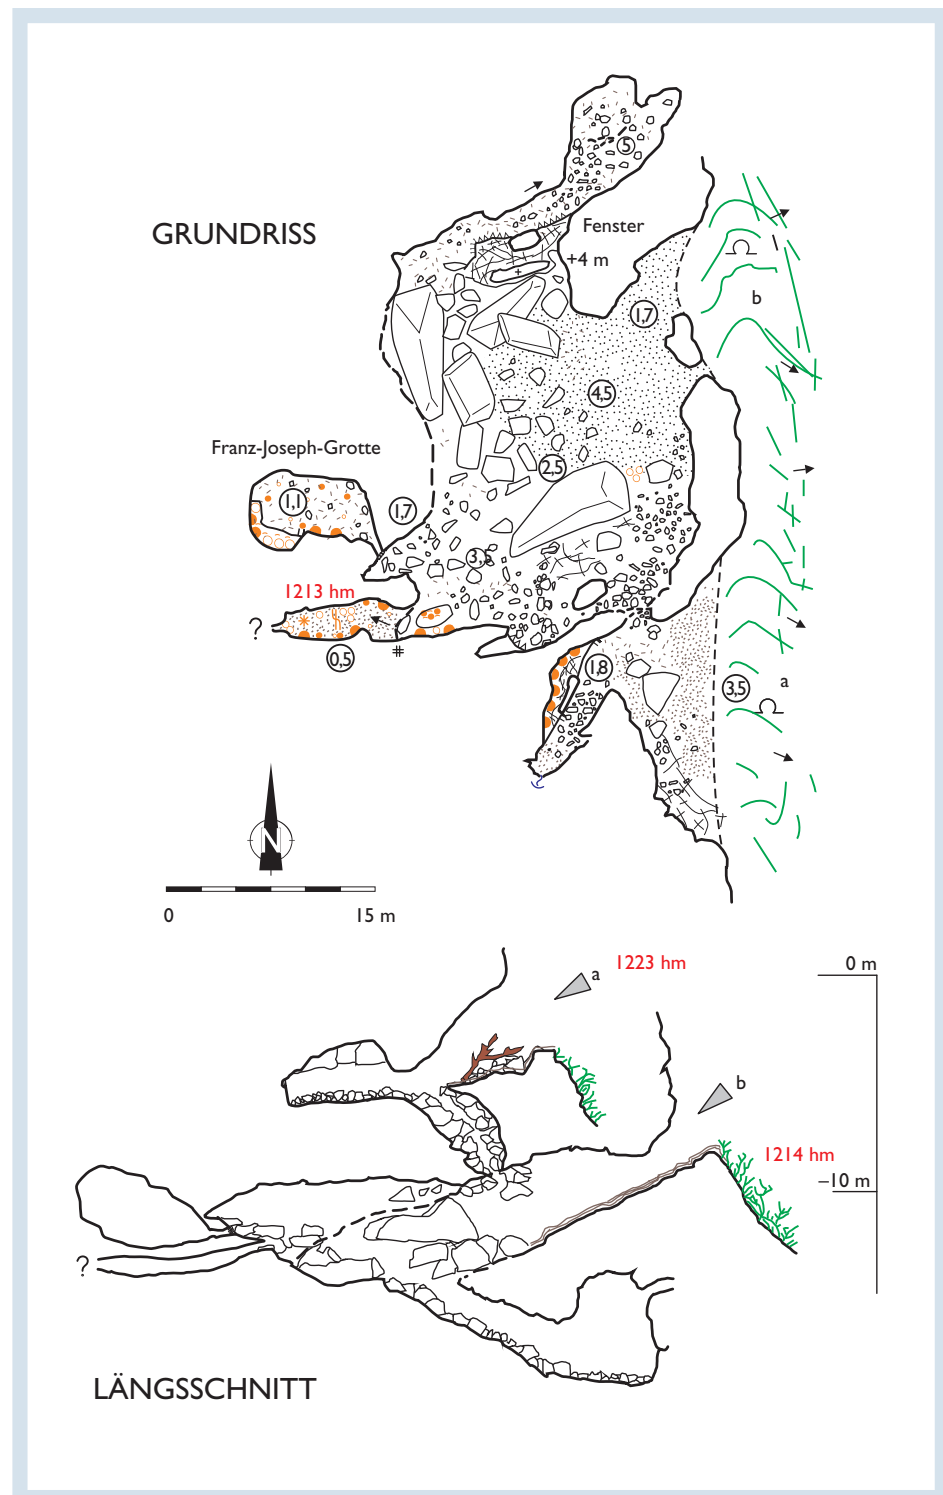 5
GRUNDRISS
Fenster
+4 m
b
1,7
4,5
Franz-Joseph-Grotte
2,5
1,1
1,7
3,5
1213 hm
?
0,5
1,8
3,5
a
N
0
15 m
a
1223 hm
0 m
b
1214 hm
–10 m
?
LÄNGSSCHNITT